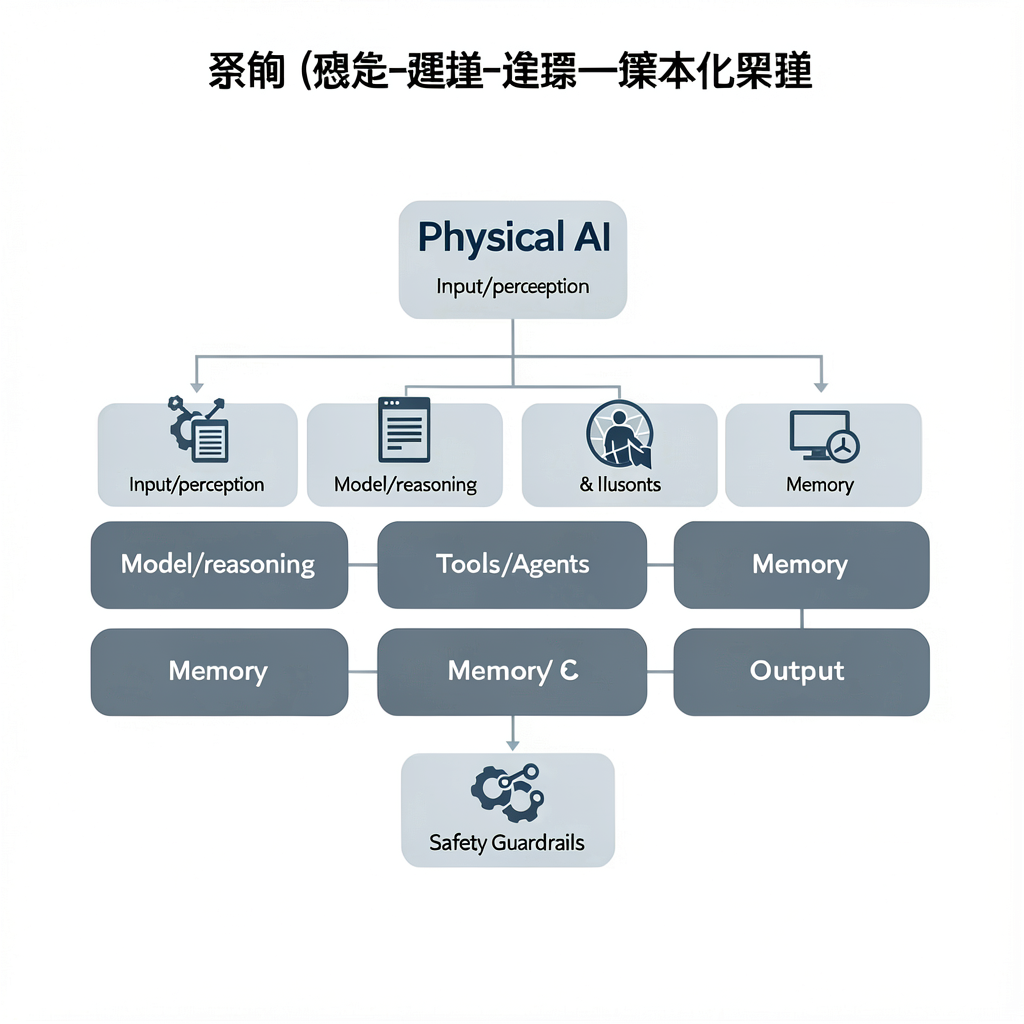 Physical AI
Input/perceeption
Input/perception
Model/reasoning
& Ilusonts
Memory
Model/reasoning
Tools/Agents
Memory
Memory
Memory/ C
Output
Safety Guardrails